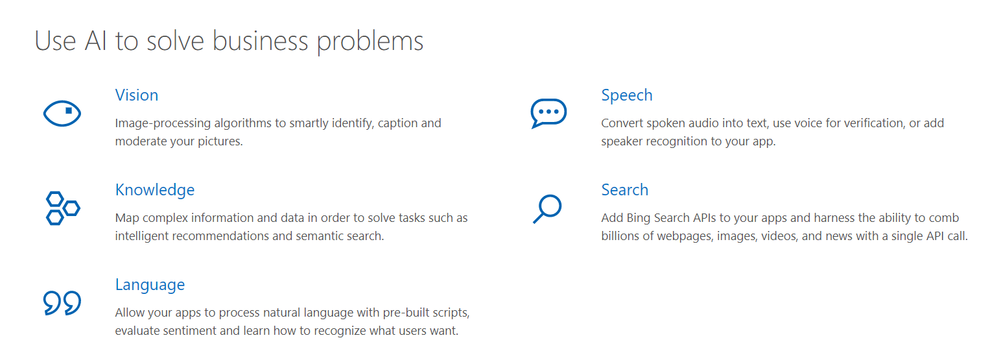 Use AI to solve business problems
Vision
Image-processing algorithms to smartly identify, caption and
moderate your pictures.
Speech
Convert spoken audio into text, use voice for verification, or add
speaker recognition to your app.
Knowledge
Map complex information and data in order to solve tasks such as
intelligent recommendations and semantic search.
Search
Add Bing Search APIs to your apps and harness the ability to comb
billions of webpages, images, videos, and news with a single API call.
Language
Allow your apps to process natural language with pre-built scripts,
evaluate sentiment and learn how to recognize what users want.